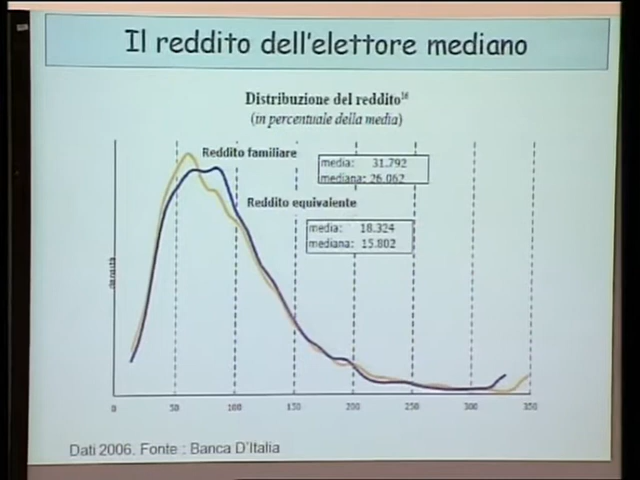 Il reddito dell'elettore mediano
Distribuzione del reddito¹⁶
(in percentuale della media)
Reddito familiare
media: 31.792
mediana: 26.062
Reddito equivalente
media: 18.324
mediana: 15.802
densità
0 50 100 150 200 250 300 350
Dati 2006. Fonte : Banca D'Italia